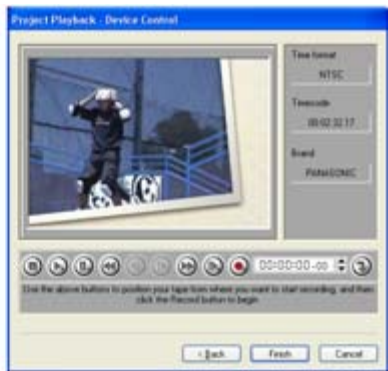 Project Playback - Device Control
Time format
NTSC
Timecode
00:02:32.17
Brand
PANASONIC
00:00:00-00
Use the above buttons to position your tape from where you want to start recording, and then
click the Record button to begin
< Back
Finish
Cancel